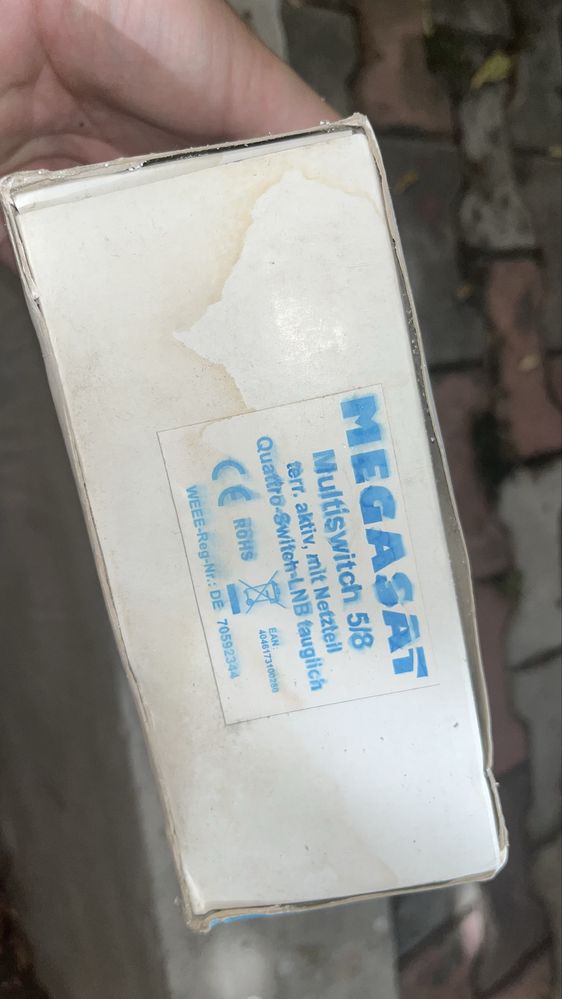 MEGASAT
Multiswitch 5/8
terr. aktiv, mit Netzteil
Quattro-Switch-LNB tauglich
CE RoHS
EAN:
4046173100280
WEEE-Reg-Nr.: DE 70592344